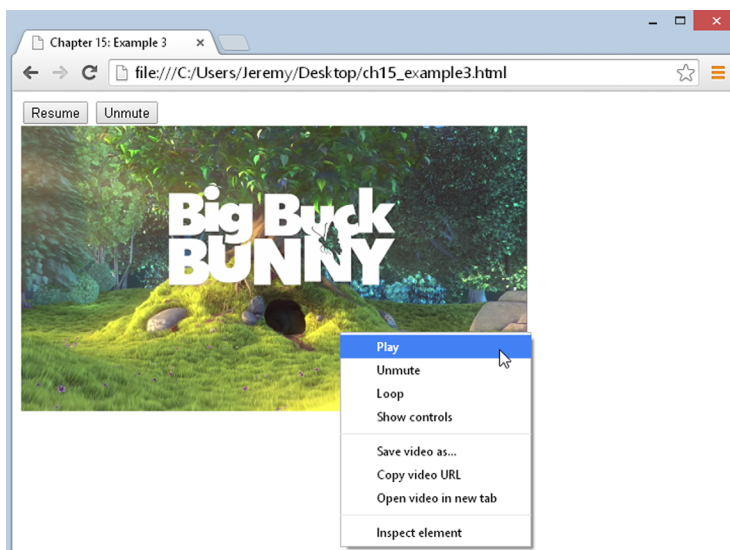 Chapter 15: Example 3
file:///C:/Users/Jeremy/Desktop/ch15_example3.html
Resume Unmute
Big Buck
BUNNY
Play
Unmute
Loop
Show controls
Save video as...
Copy video URL
Open video in new tab
Inspect element